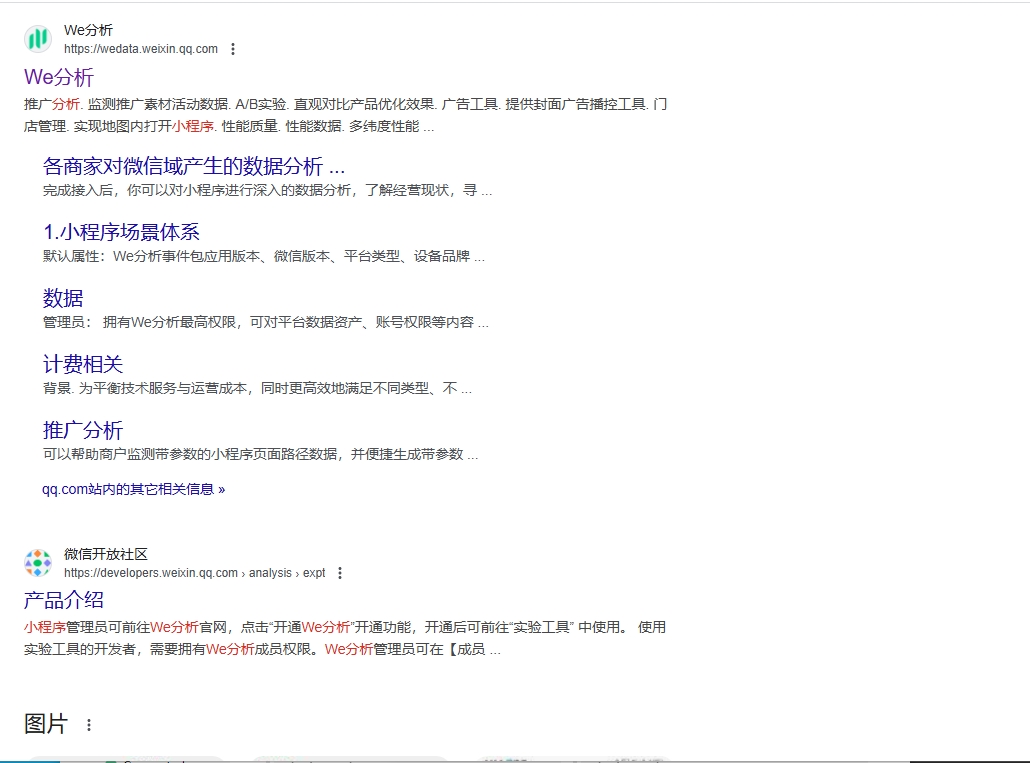 We分析
https://wedata.weixin.qq.com
We分析
推广分析. 监测推广素材活动数据. A/B实验. 直观对比产品优化效果. 广告工具. 提供封面广告播控工具. 门
店管理. 实现地图内打开小程序. 性能质量. 性能数据. 多纬度性能 ...
各商家对微信域产生的数据分析 ...
完成接入后，你可以对小程序进行深入的数据分析，了解经营现状，寻 ...
1.小程序场景体系
默认属性：We分析事件包应用版本、微信版本、平台类型、设备品牌 ...
数据
管理员： 拥有We分析最高权限，可对平台数据资产、账号权限等内容 ...
计费相关
背景. 为平衡技术服务与运营成本，同时更高效地满足不同类型、不 ...
推广分析
可以帮助商户监测带参数的小程序页面路径数据，并便捷生成带参数 ...
qq.com站内的其它相关信息 »
微信开放社区
https://developers.weixin.qq.com › analysis › expt
产品介绍
小程序管理员可前往We分析官网，点击“开通We分析”开通功能，开通后可前往“实验工具” 中使用。 使用
实验工具的开发者，需要拥有We分析成员权限。We分析管理员可在【成员 ...
图片